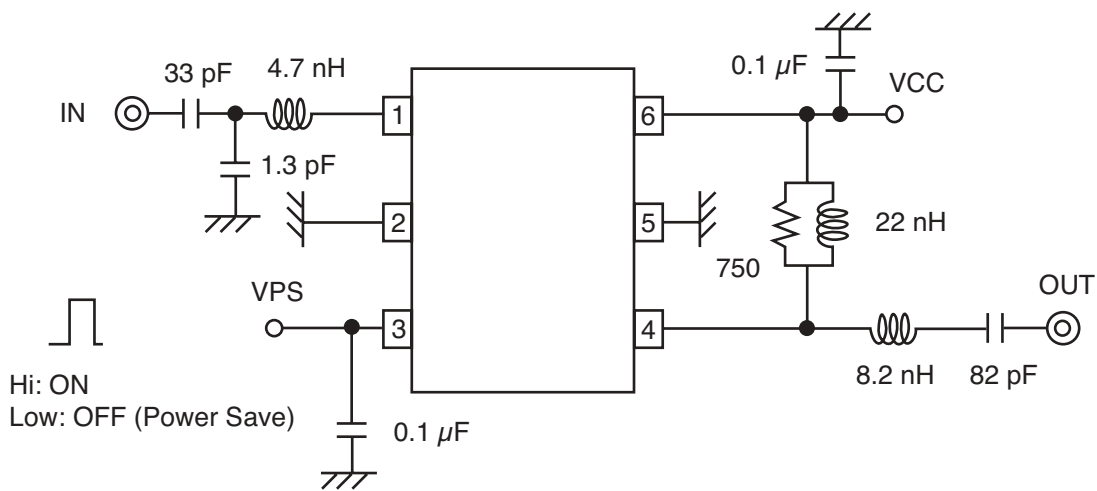 0.1 µF
VCC
33 pF
4.7 nH
IN
1
6
1.3 pF
2
5
22 nH
750
VPS
OUT
3
4
8.2 nH
82 pF
Hi: ON
Low: OFF (Power Save)
0.1 µF